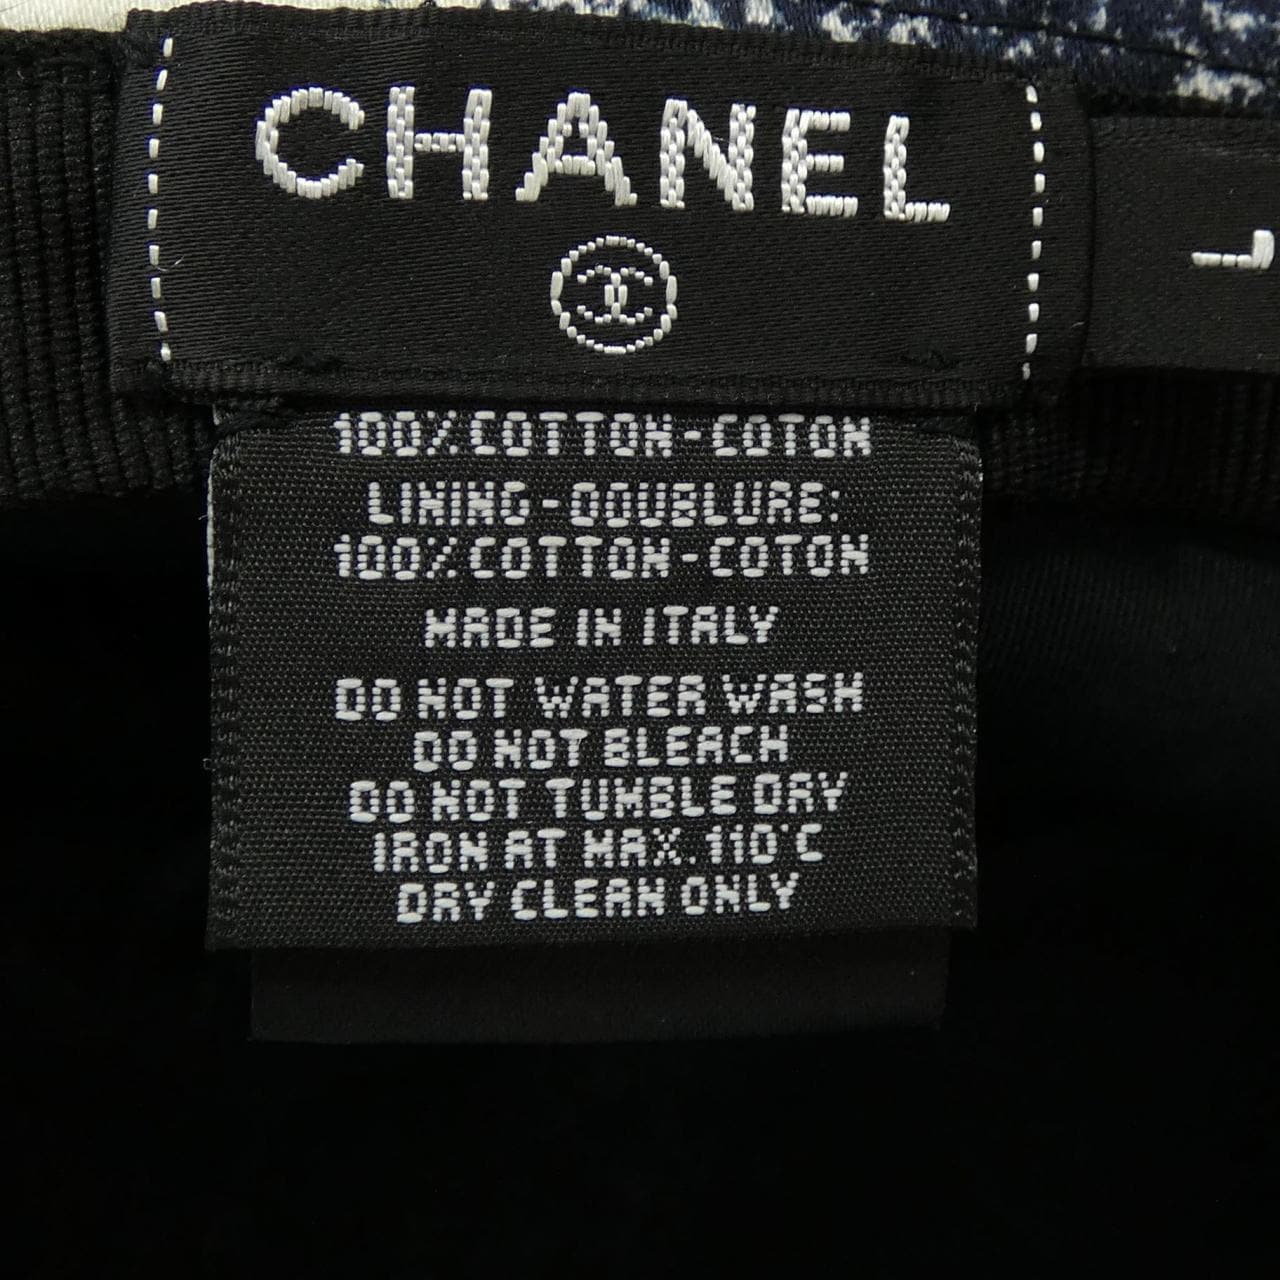 CHANEL
L
100% COTTON - COTON
LINING - DOUBLURE:
100% COTTON - COTON
MADE IN ITALY
DO NOT WATER WASH
DO NOT BLEACH
DO NOT TUMBLE DRY
IRON AT MAX. 110°C
DRY CLEAN ONLY